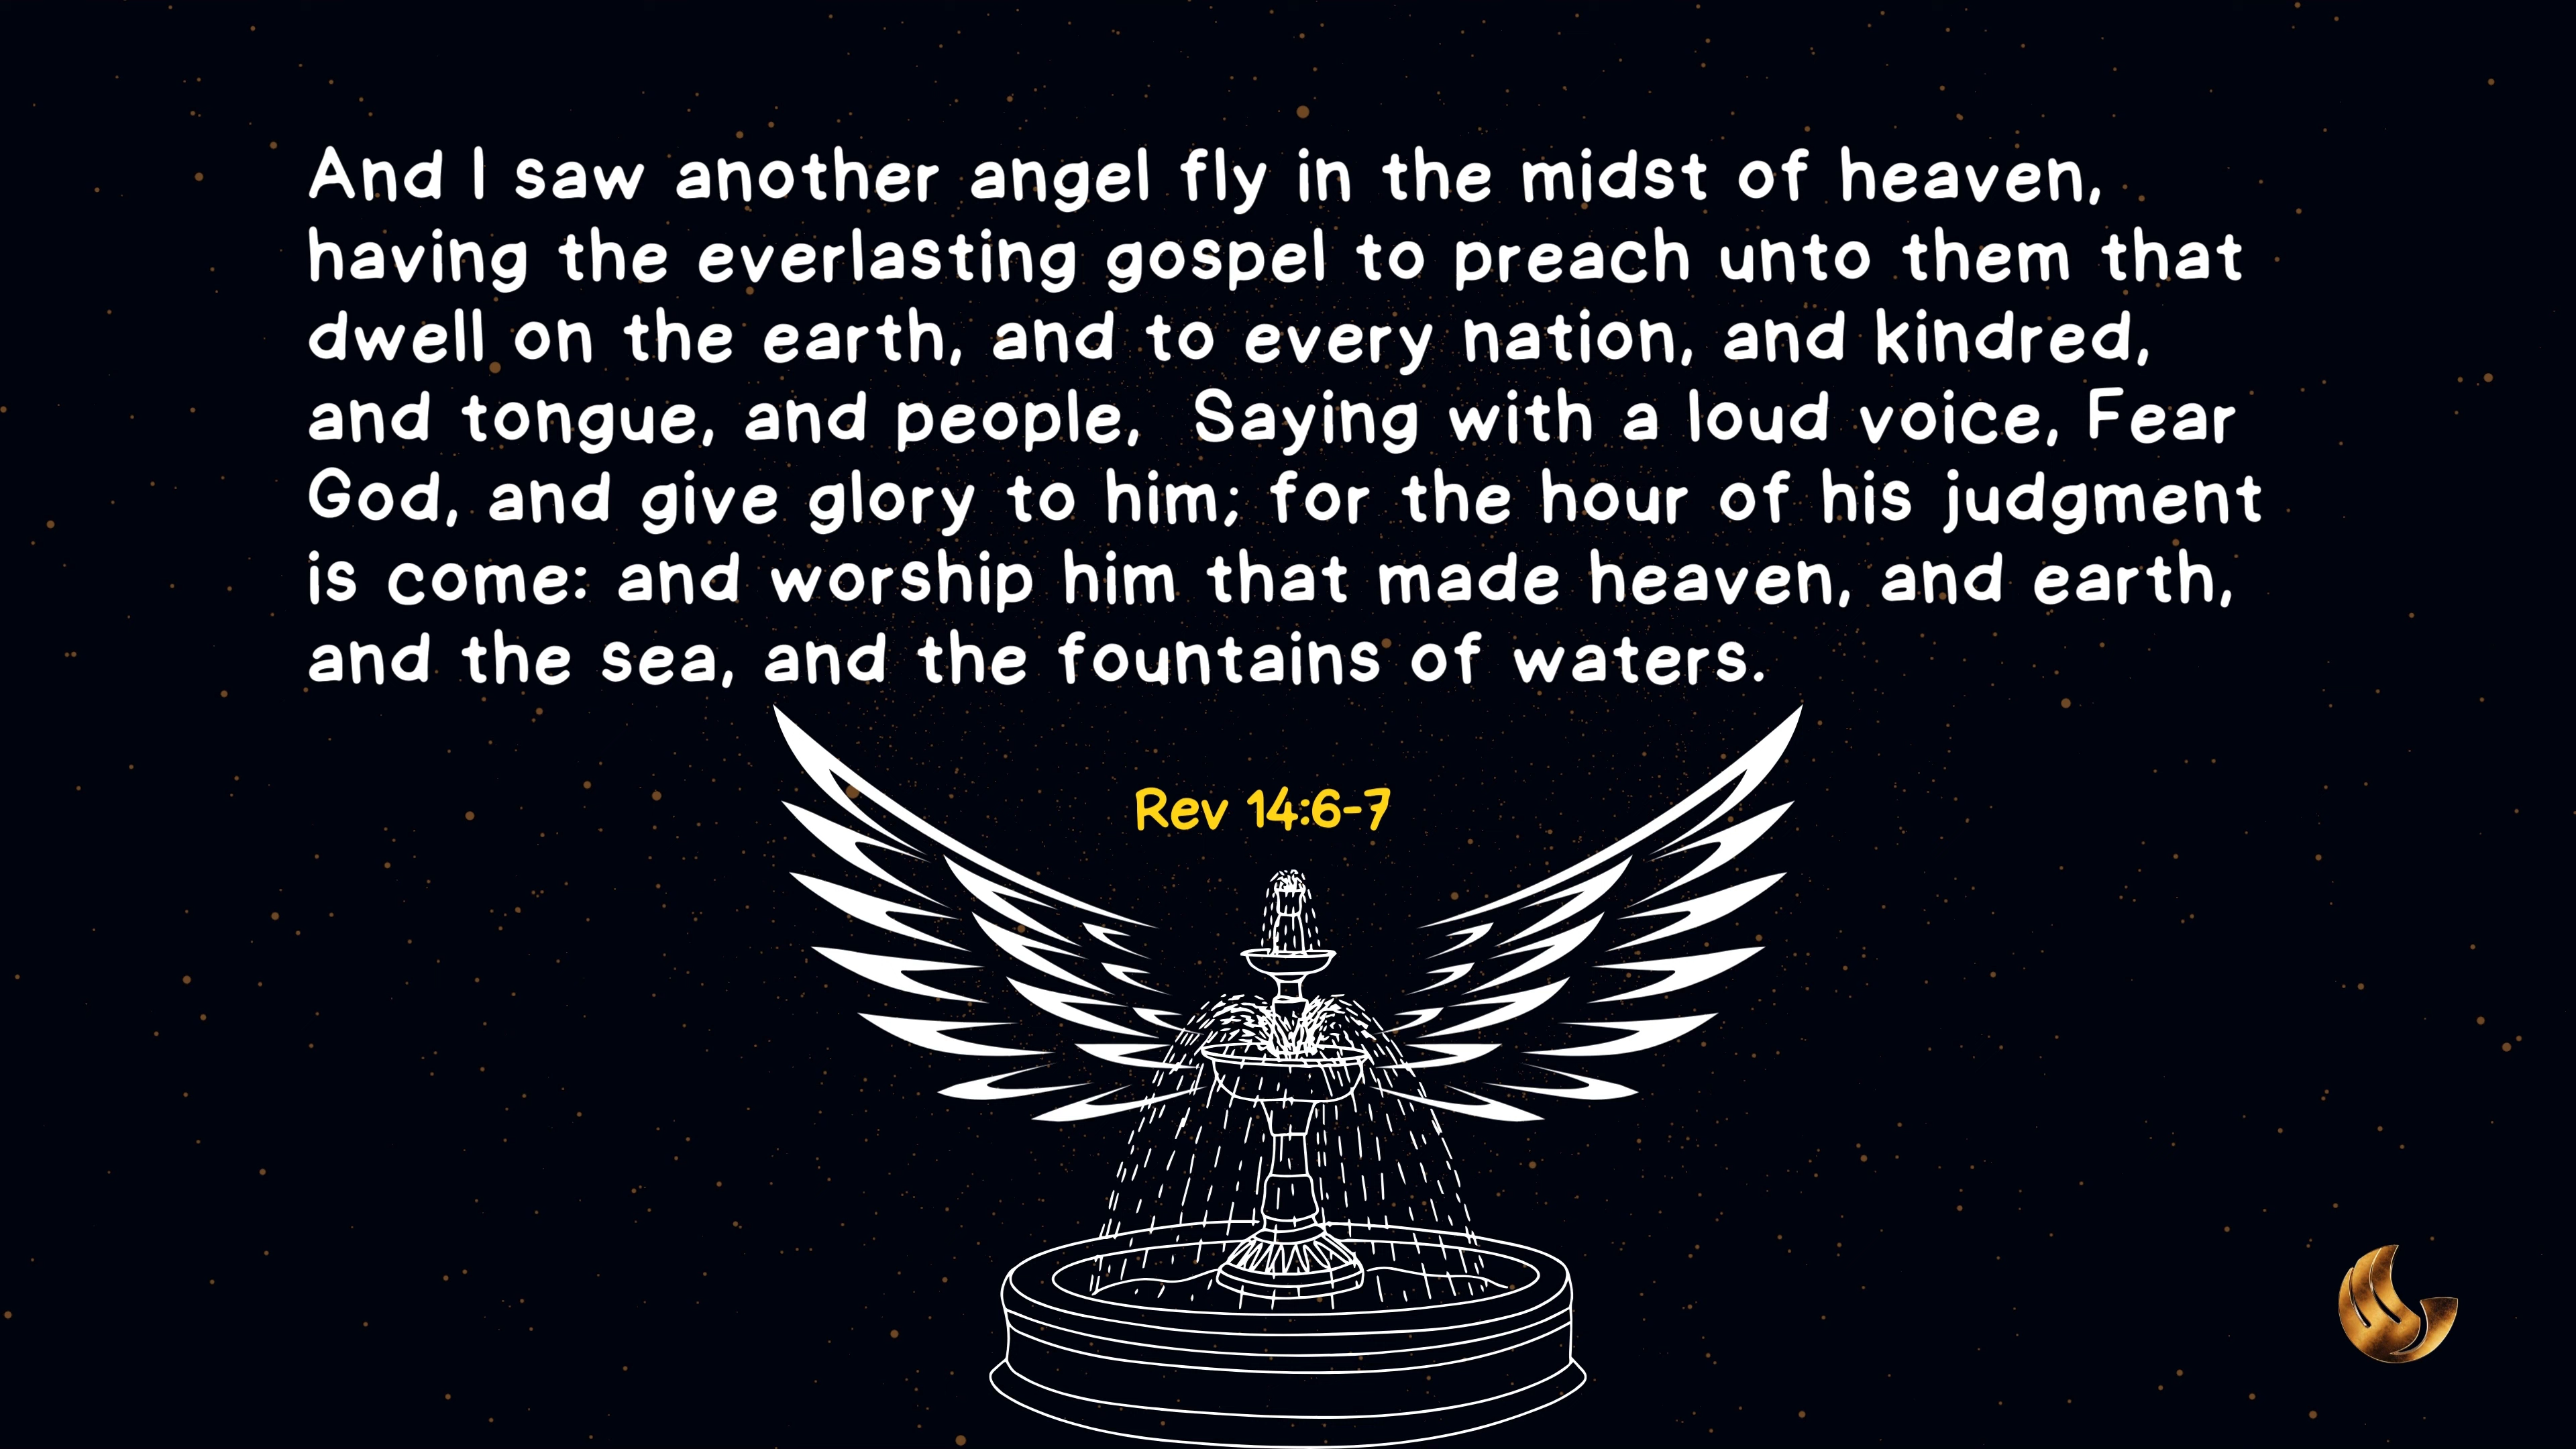 And I saw another angel fly in the midst of heaven,
having the everlasting gospel to preach unto them that
dwell on the earth, and to every nation, and kindred,
and tongue, and people,  Saying with a loud voice, Fear
God, and give glory to him; for the hour of his judgment
is come: and worship him that made heaven, and earth,
and the sea, and the fountains of waters.
Rev 14:6-7